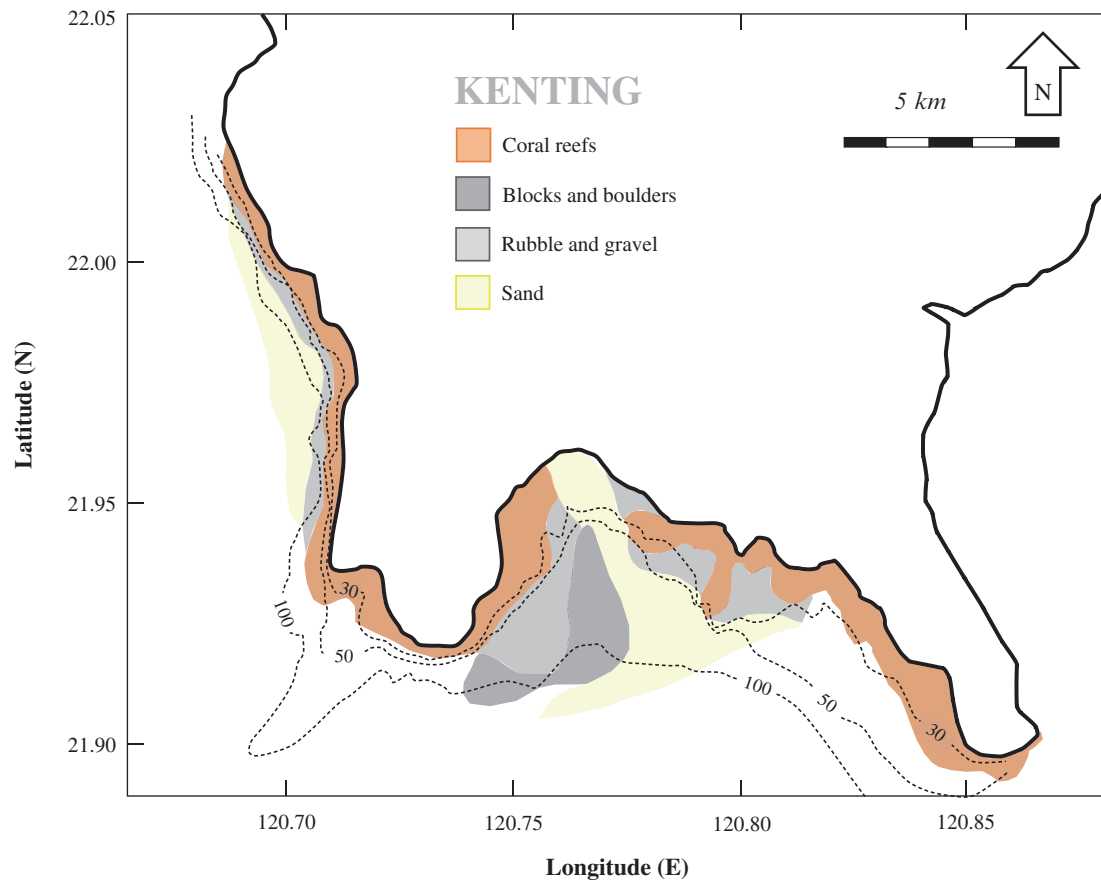 22.05
22.00
21.95
21.90
Latitude (N)
KENTING
Coral reefs
Blocks and boulders
Rubble and gravel
Sand
5 km
N
100
50
30
100
50
30
120.70
120.75
120.80
120.85
Longitude (E)